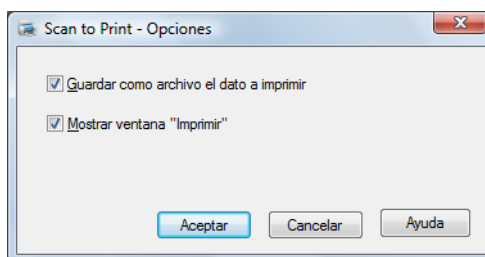 Scan to Print - Opciones
Guardar como archivo el dato a imprimir
Mostrar ventana "Imprimir"
Aceptar Cancelar Ayuda